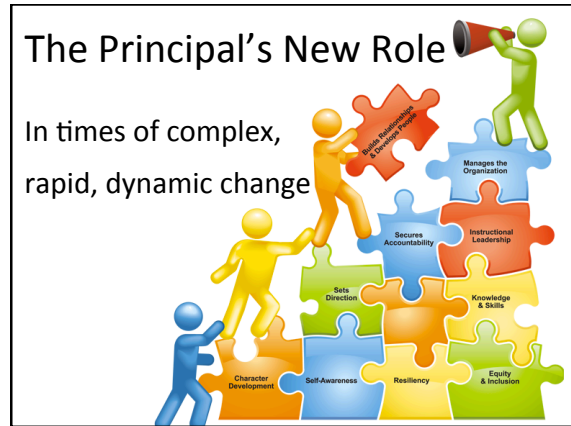 The Principal’s New Role
In times of complex,
rapid, dynamic change
Builds Relationships
& Develops People
Manages the
Organization
Secures
Accountability
Instructional
Leadership
Sets
Direction
Knowledge
& Skills
Character
Development
Self-Awareness
Resiliency
Equity
& Inclusion